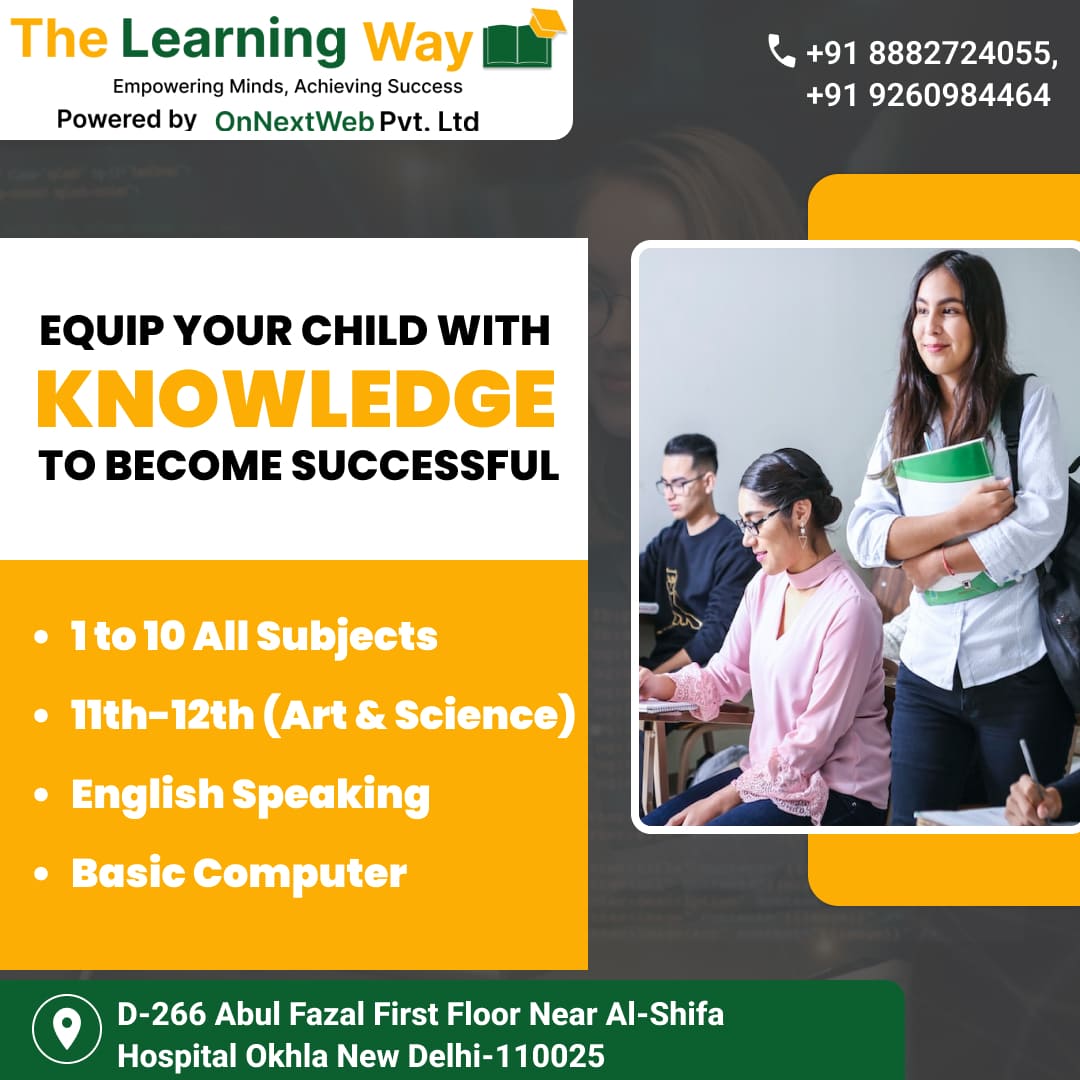 The Learning Way
Empowering Minds, Achieving Success
Powered by OnNextWeb Pvt. Ltd
+91 8882724055,
+91 9260984464
EQUIP YOUR CHILD WITH
KNOWLEDGE
TO BECOME SUCCESSFUL
• 1 to 10 All Subjects
• 11th-12th (Art & Science)
• English Speaking
• Basic Computer
D-266 Abul Fazal First Floor Near Al-Shifa
Hospital Okhla New Delhi-110025